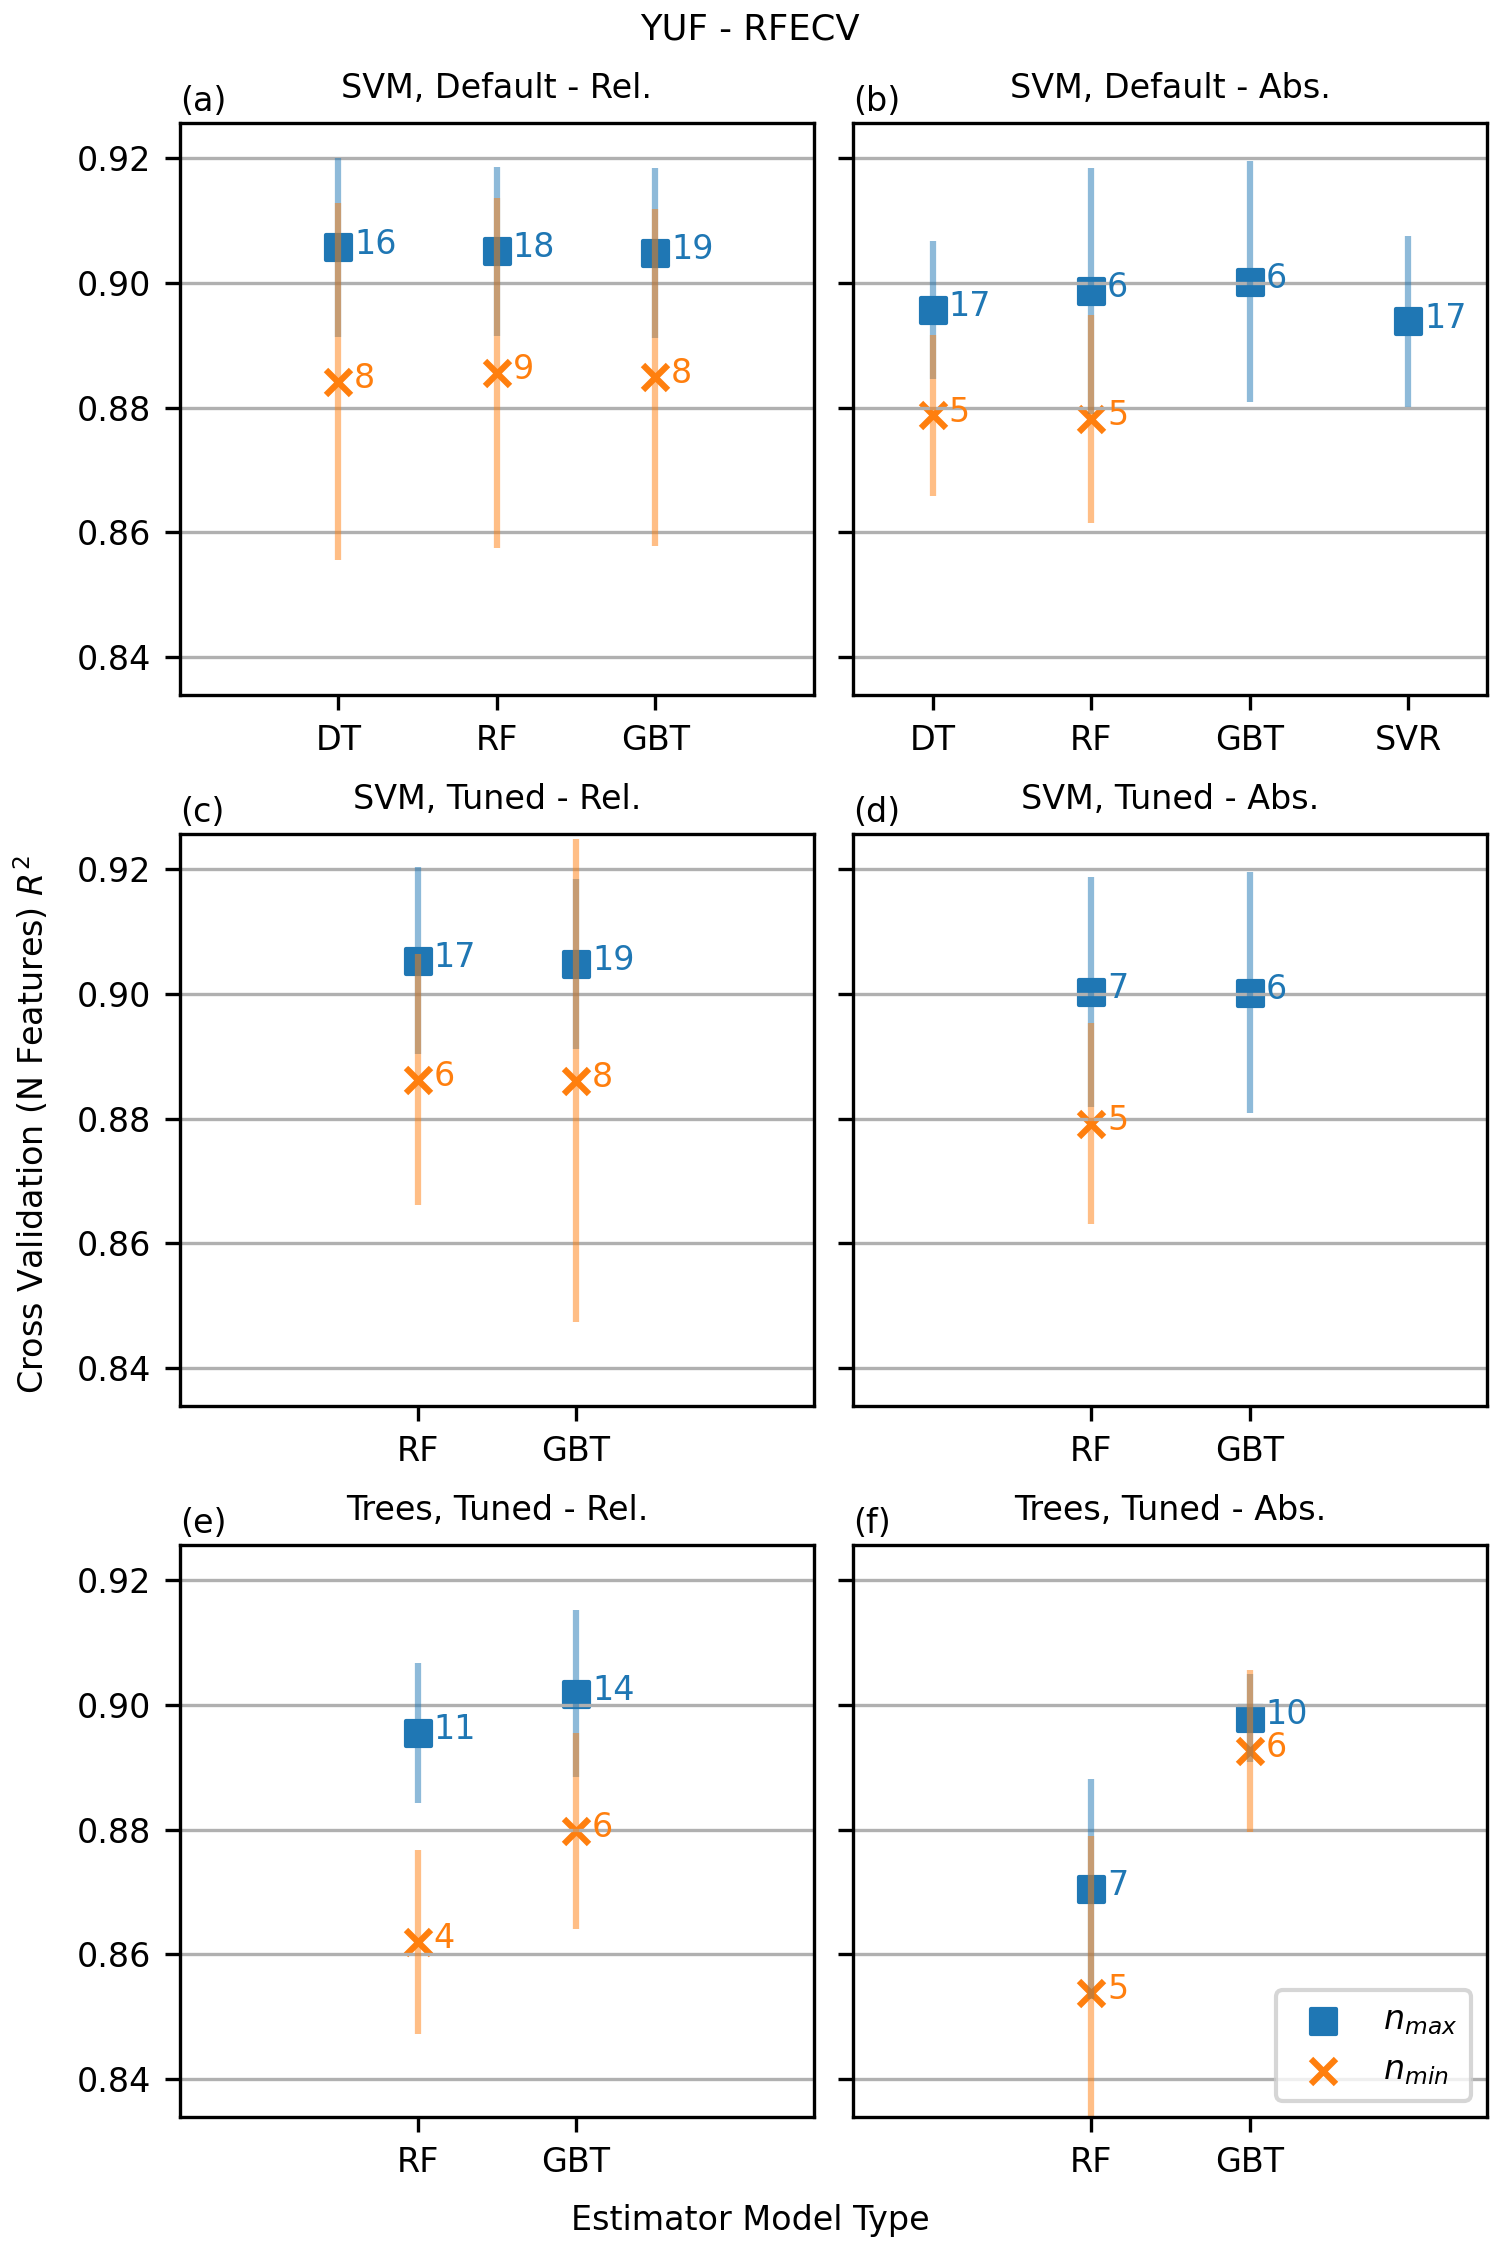 YUF - RFECV
(a) SVM, Default - Rel.
(b) SVM, Default - Abs.
0.92
0.90
0.88
0.86
0.84
16
18
19
8
9
8
17
6
6
17
5
5
DT RF GBT
DT RF GBT SVR
(c) SVM, Tuned - Rel.
(d) SVM, Tuned - Abs.
Cross Validation (N Features) R²
0.92
0.90
0.88
0.86
0.84
17
19
6
8
7
6
5
RF GBT
RF GBT
(e) Trees, Tuned - Rel.
(f) Trees, Tuned - Abs.
0.92
0.90
0.88
0.86
0.84
11
14
4
6
10
6
7
5
n_max
n_min
RF GBT
RF GBT
Estimator Model Type